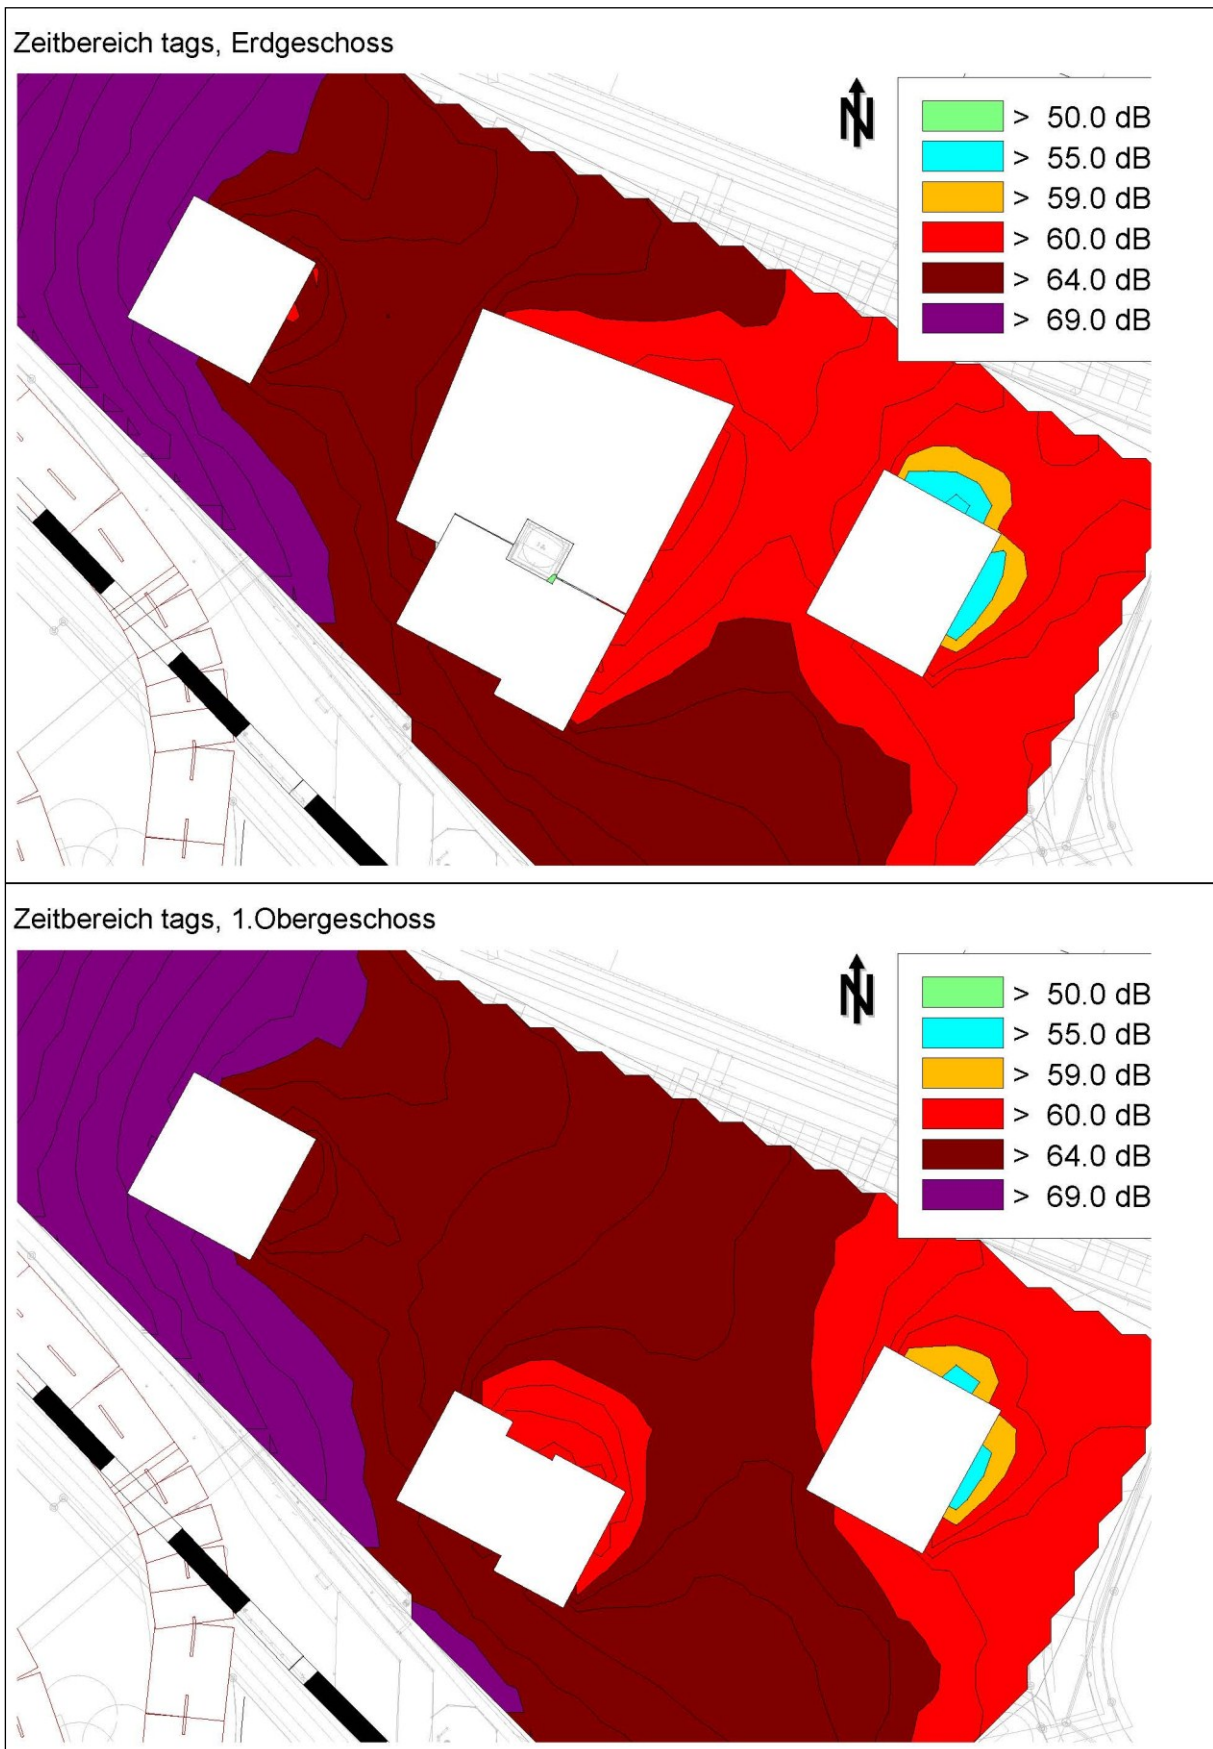 Zeitbereich tags, Erdgeschoss
N
> 50.0 dB
> 55.0 dB
> 59.0 dB
> 60.0 dB
> 64.0 dB
> 69.0 dB
Zeitbereich tags, 1.Obergeschoss
N
> 50.0 dB
> 55.0 dB
> 59.0 dB
> 60.0 dB
> 64.0 dB
> 69.0 dB